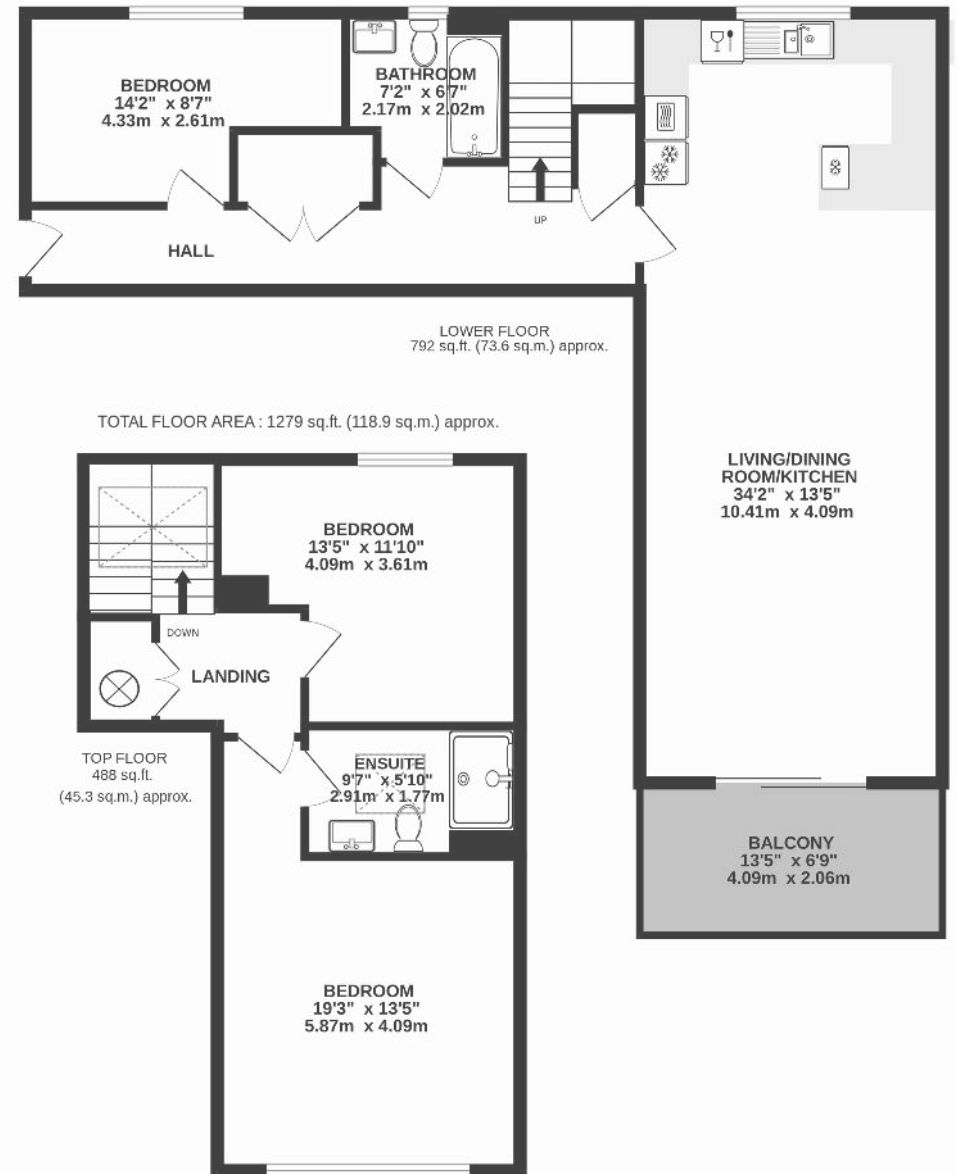 BEDROOM
14'2" x 8'7"
4.33m x 2.61m
BATHROOM
7'2" x 6'7"
2.17m x 2.02m
UP
HALL
LOWER FLOOR
792 sq.ft. (73.6 sq.m.) approx.
TOTAL FLOOR AREA : 1279 sq.ft. (118.9 sq.m.) approx.
LIVING/DINING
ROOM/KITCHEN
34'2" x 13'5"
10.41m x 4.09m
BEDROOM
13'5" x 11'10"
4.09m x 3.61m
DOWN
LANDING
TOP FLOOR
488 sq.ft.
(45.3 sq.m.) approx.
ENSUITE
9'7" x 5'10"
2.91m x 1.77m
BALCONY
13'5" x 6'9"
4.09m x 2.06m
BEDROOM
19'3" x 13'5"
5.87m x 4.09m